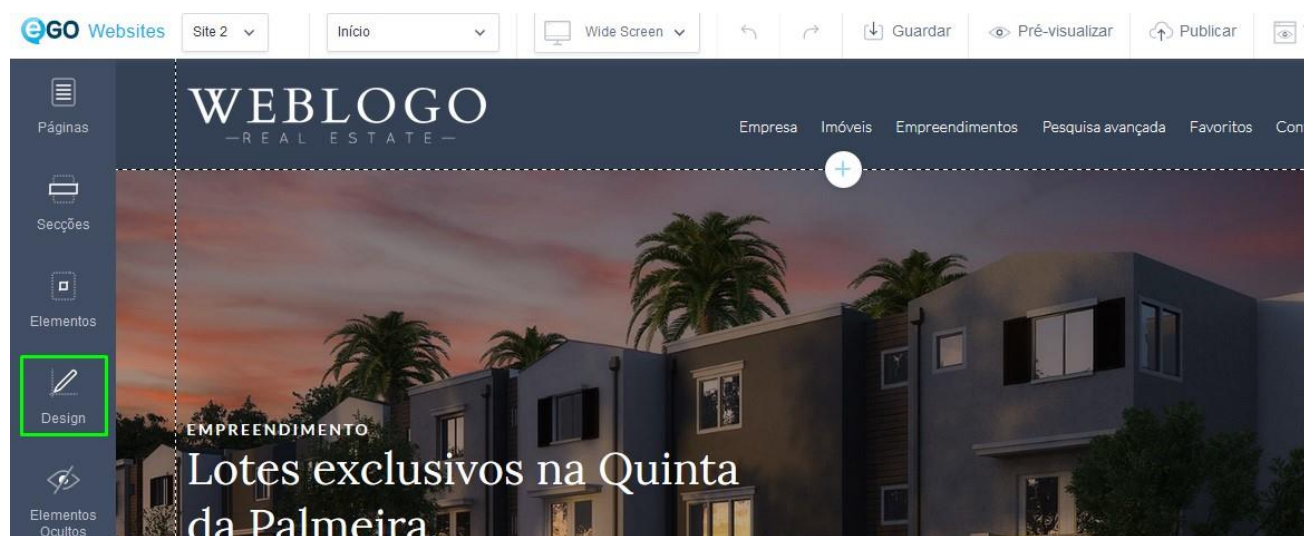 eGO Websites Site 2 Início Wide Screen Guardar Pré-visualizar Publicar
Páginas
Secções
Elementos
Design
Elementos
Ocultos
WEBLOGO
REAL ESTATE
Empresa Imóveis Empreendimentos Pesquisa avançada Favoritos Con
EMPREENDIMENTO
Lotes exclusivos na Quinta
da Palmeira